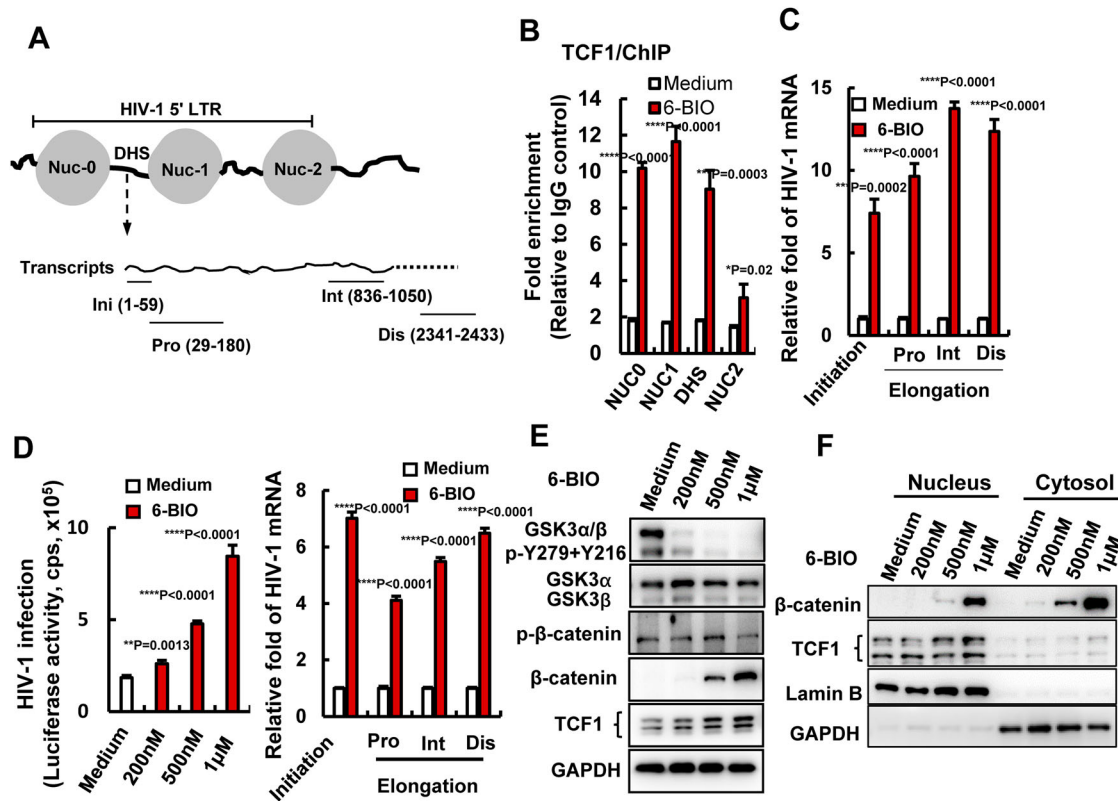 A
HIV-1 5' LTR
DHS
Nuc-0
Nuc-1
Nuc-2
Transcripts
Ini (1-59)
Int (836-1050)
Pro (29-180)
Dis (2341-2433)
B
TCF1/ChIP
Medium
6-BIO
Fold enrichment
(Relative to IgG control)
14
12
10
8
6
4
2
0
****P<0.0001
****P<0.0001
***P=0.0003
*P=0.02
NUC0
NUC1
DHS
NUC2
C
Relative fold of HIV-1 mRNA
Medium
6-BIO
15
10
5
0
***P=0.0002
****P<0.0001
****P<0.0001
****P<0.0001
Initiation
Pro
Int
Dis
Elongation
D
HIV-1 infection
(Luciferase activity, cps, x10⁵)
Medium
6-BIO
10
5
0
**P=0.0013
****P<0.0001
****P<0.0001
Medium
200nM
500nM
1μM
Relative fold of HIV-1 mRNA
Medium
6-BIO
8
6
4
2
0
****P<0.0001
****P<0.0001
****P<0.0001
****P<0.0001
Initiation
Pro
Int
Dis
Elongation
E
6-BIO
Medium
200nM
500nM
1μM
GSK3α/β
p-Y279+Y216
GSK3α
GSK3β
p-β-catenin
β-catenin
TCF1
GAPDH
F
Nucleus
Cytosol
6-BIO
Medium
200nM
500nM
1μM
Medium
200nM
500nM
1μM
β-catenin
TCF1
Lamin B
GAPDH